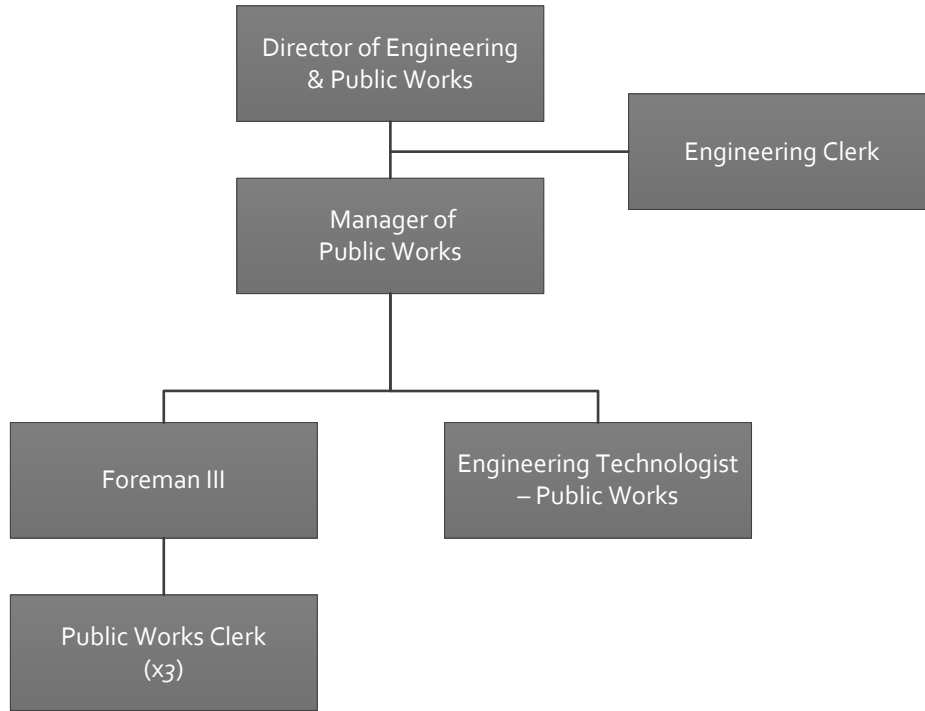 Director of Engineering
& Public Works
Engineering Clerk
Manager of
Public Works
Foreman III
Engineering Technologist
– Public Works
Public Works Clerk
(x3)